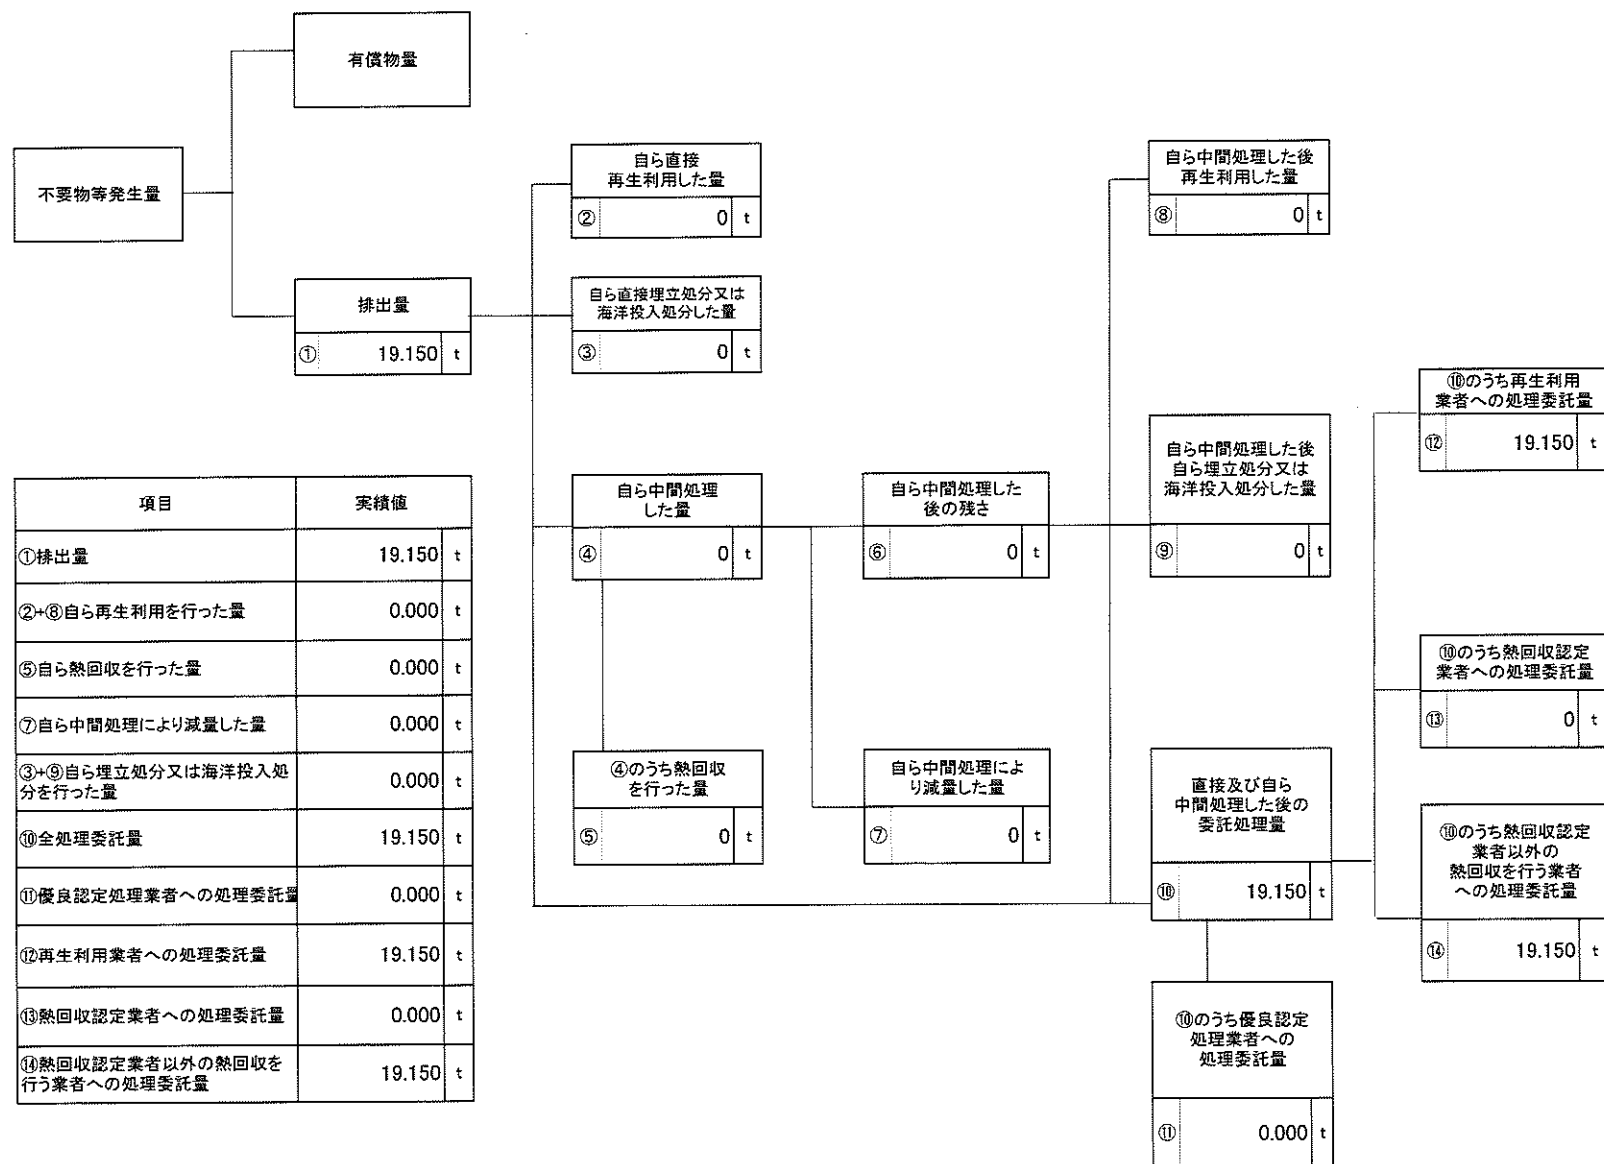 有償物量
不要物等発生量
排出量
① 19.150 t
自ら直接
再生利用した量
② 0 t
自ら直接埋立処分又は
海洋投入処分した量
③ 0 t
自ら中間処理
した量
④ 0 t
④のうち熱回収
を行った量
⑤ 0 t
自ら中間処理した
後の残さ
⑥ 0 t
自ら中間処理によ
り減量した量
⑦ 0 t
自ら中間処理した後
再生利用した量
⑧ 0 t
自ら中間処理した後
自ら埋立処分又は
海洋投入処分した量
⑨ 0 t
直接及び自ら
中間処理した後の
委託処理量
⑩ 19.150 t
⑩のうち優良認定
処理業者への
処理委託量
⑪ 0.000 t
⑩のうち再生利用
業者への処理委託量
⑫ 19.150 t
⑩のうち熱回収認定
業者への処理委託量
⑬ 0 t
⑩のうち熱回収認定
業者以外の
熱回収を行う業者
への処理委託量
⑭ 19.150 t
項目 実績値
①排出量 19.150 t
②+⑧自ら再生利用を行った量 0.000 t
⑤自ら熱回収を行った量 0.000 t
⑦自ら中間処理により減量した量 0.000 t
③+⑨自ら埋立処分又は海洋投入処
分を行った量 0.000 t
⑩全処理委託量 19.150 t
⑪優良認定処理業者への処理委託量 0.000 t
⑫再生利用業者への処理委託量 19.150 t
⑬熱回収認定業者への処理委託量 0.000 t
⑭熱回収認定業者以外の熱回収を
行う業者への処理委託量 19.150 t